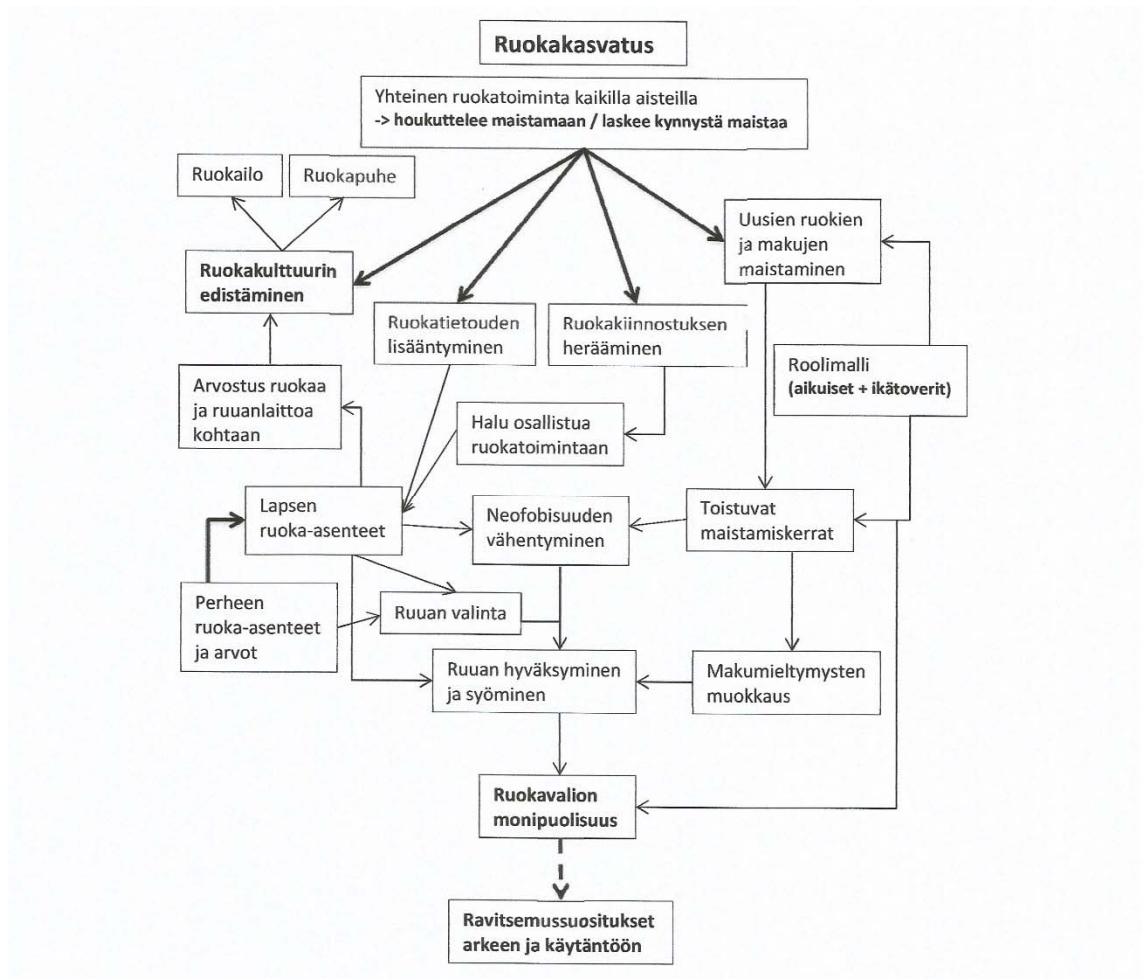 Ruokakasvatus
Yhteinen ruokatoiminta kaikilla aisteilla
-> houkuttelee maistamaan / laskee kynnystä maistaa
Ruokailo
Ruokapuhe
Uusien ruokien
ja makujen
maistaminen
Ruokakulttuurin
edistäminen
Ruokatietouden
lisääntyminen
Ruokakiinnostuksen
herääminen
Roolimalli
(aikuiset + ikätoverit)
Arvostus ruokaa
ja ruuanlaittoa
kohtaan
Halu osallistua
ruokatoimintaan
Lapsen
ruoka-asenteet
Neofobisuuden
vähentyminen
Toistuvat
maistamiskerrat
Perheen
ruoka-asenteet
ja arvot
Ruuan valinta
Ruuan hyväksyminen
ja syöminen
Makumieltymysten
muokkaus
Ruokavalion
monipuolisuus
Ravitsemussuositukset
arkeen ja käytäntöön